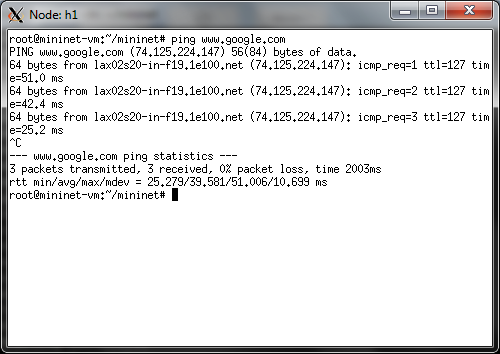 Node: h1
root@mininet-vm:~/mininet# ping www.google.com
PING www.google.com (74.125.224.147) 56(84) bytes of data.
64 bytes from lax02s20-in-f19.1e100.net (74.125.224.147): icmp_req=1 ttl=127 tim
e=51.0 ms
64 bytes from lax02s20-in-f19.1e100.net (74.125.224.147): icmp_req=2 ttl=127 tim
e=42.4 ms
64 bytes from lax02s20-in-f19.1e100.net (74.125.224.147): icmp_req=3 ttl=127 tim
e=25.2 ms
^C
--- www.google.com ping statistics ---
3 packets transmitted, 3 received, 0% packet loss, time 2003ms
rtt min/avg/max/mdev = 25.279/39.581/51.006/10.699 ms
root@mininet-vm:~/mininet#